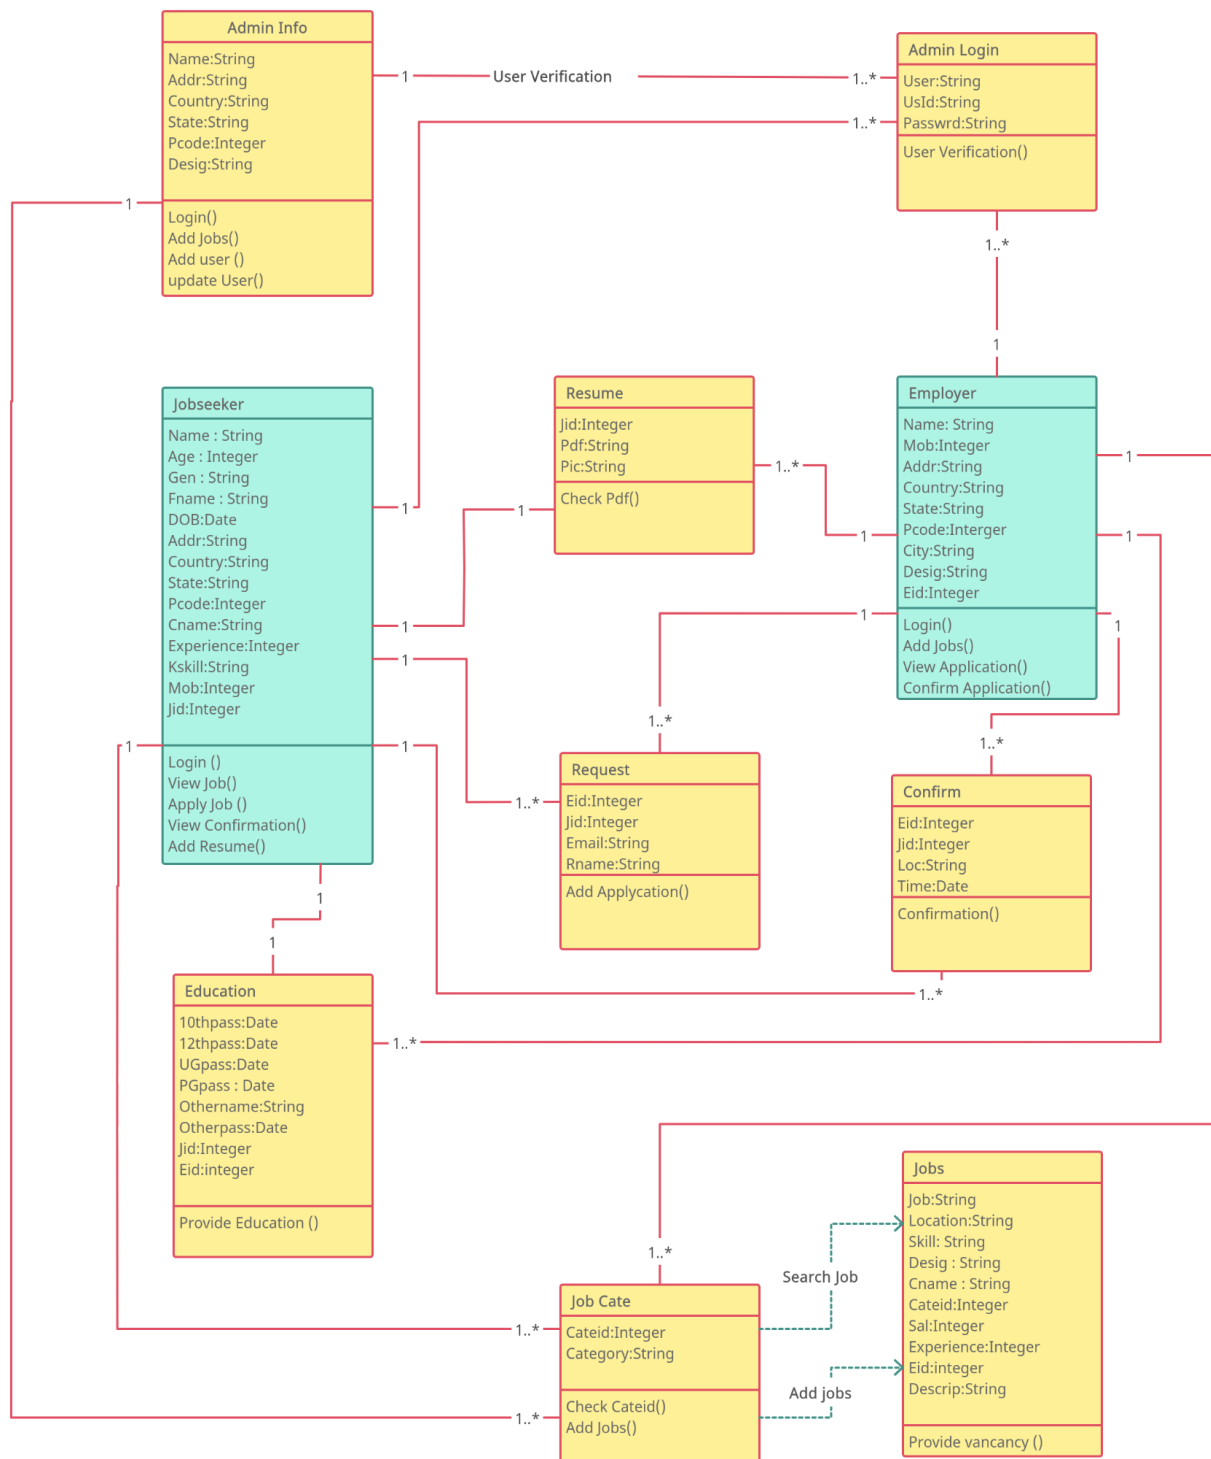 Admin Info
Name:String
Addr:String
Country:String
State:String
Pcode:Integer
Desig:String
Login()
Add Jobs()
Add user ()
update User()
1
User Verification
1..*
1..*
1
Admin Login
User:String
UsId:String
Passwrd:String
User Verification()
1..*
1
Jobseeker
Name : String
Age : Integer
Gen : String
Fname : String
DOB:Date
Addr:String
Country:String
State:String
Pcode:Integer
Cname:String
Experience:Integer
Kskill:String
Mob:Integer
Jid:Integer
Login ()
View Job()
Apply Job ()
View Confirmation()
Add Resume()
1
1
1
1
1
1
1
Resume
Jid:Integer
Pdf:String
Pic:String
Check Pdf()
1
1..*
1
1
Employer
Name: String
Mob:Integer
Addr:String
Country:String
State:String
Pcode:Interger
City:String
Desig:String
Eid:Integer
Login()
Add Jobs()
View Application()
Confirm Application()
1
1
1
1..*
1..*
Request
Eid:Integer
Jid:Integer
Email:String
Rname:String
Add Applycation()
1..*
Confirm
Eid:Integer
Jid:Integer
Loc:String
Time:Date
Confirmation()
1..*
Education
10thpass:Date
12thpass:Date
UGpass:Date
PGpass : Date
Othername:String
Otherpass:Date
Jid:Integer
Eid:integer
Provide Education ()
1..*
1..*
1..*
1..*
Job Cate
Cateid:Integer
Category:String
Check Cateid()
Add Jobs()
Search Job
Add jobs
Jobs
Job:String
Location:String
Skill: String
Desig : String
Cname : String
Cateid:Integer
Sal:Integer
Experience:Integer
Eid:integer
Descrip:String
Provide vancancy ()